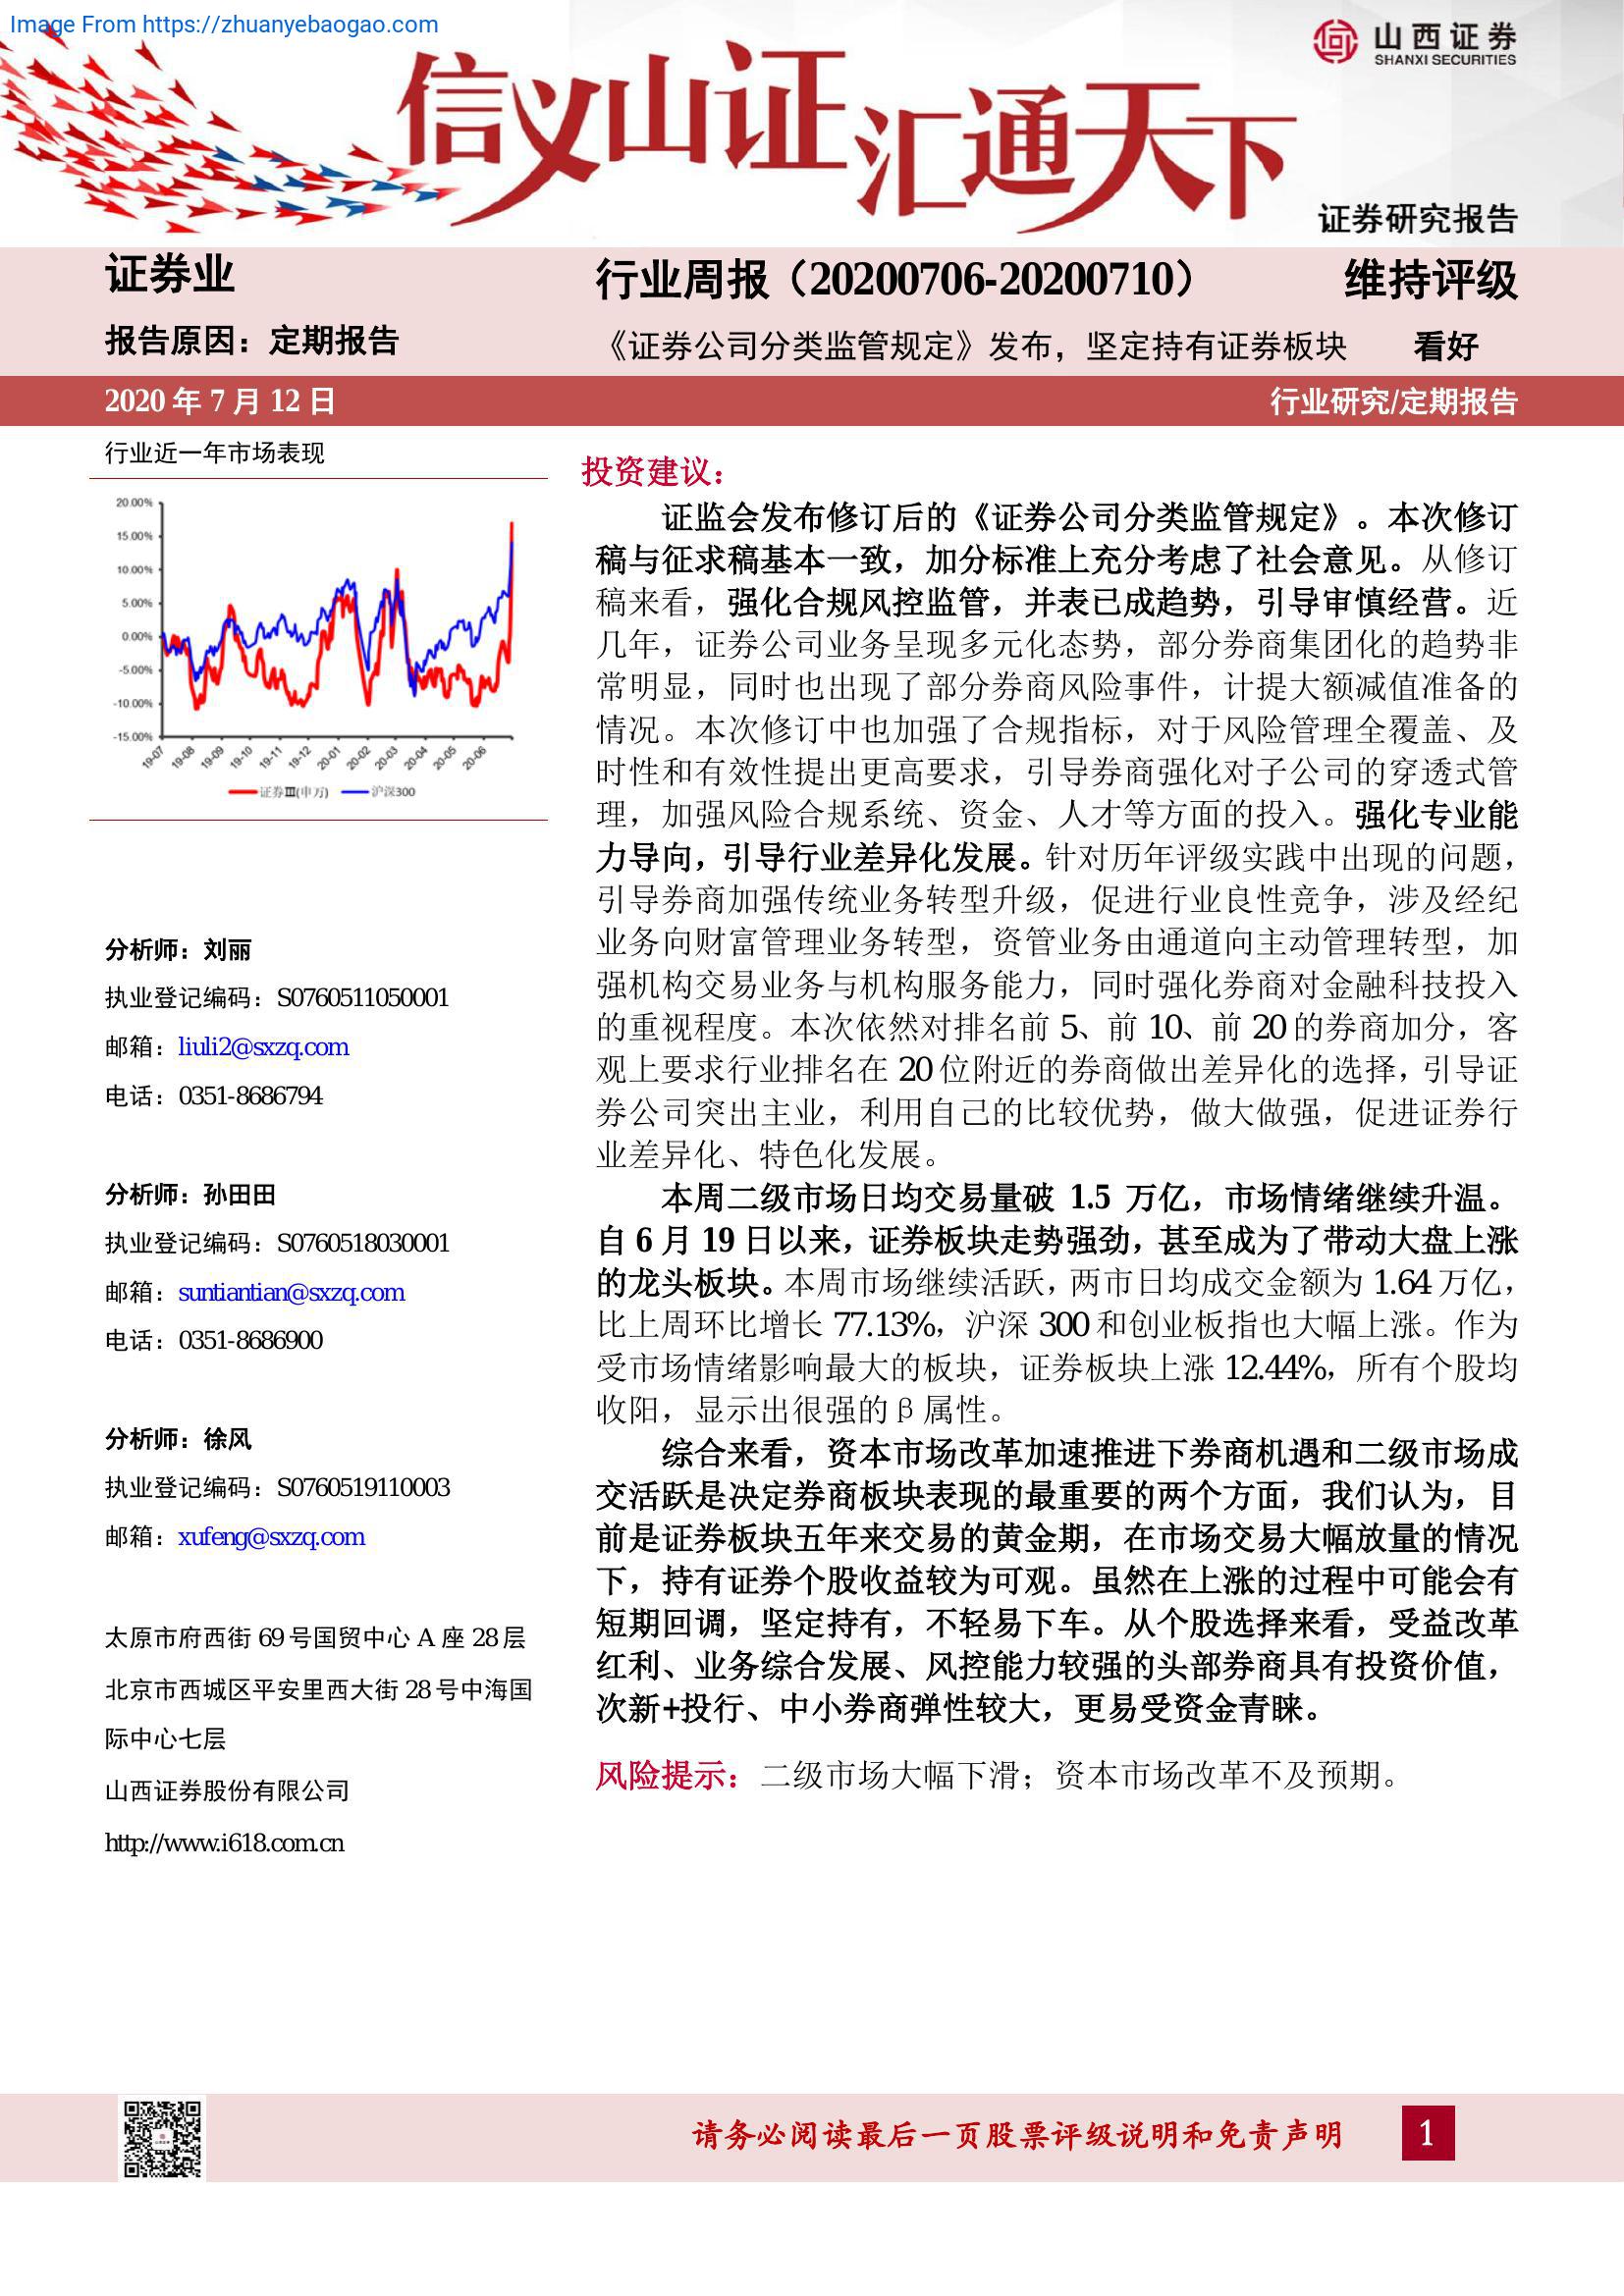 Image From https://zhuanyebaogao.com
山西证券
SHANXI SECURITIES
信义山证汇通天下
证券研究报告
证券业
行业周报（20200706-20200710）
维持评级
报告原因：定期报告
《证券公司分类监管规定》发布，坚定持有证券板块
看好
2020 年 7 月 12 日
行业研究/定期报告
行业近一年市场表现
20.00%
15.00%
10.00%
5.00%
0.00%
-5.00%
-10.00%
-15.00%
19-07 19-08 19-09 19-10 19-11 19-12 20-01 20-02 20-03 20-04 20-05 20-06
证券Ⅲ(申万) 沪深300
分析师：刘丽
执业登记编码：S0760511050001
邮箱：liuli2@sxzq.com
电话：0351-8686794
分析师：孙田田
执业登记编码：S0760518030001
邮箱：suntiantian@sxzq.com
电话：0351-8686900
分析师：徐风
执业登记编码：S0760519110003
邮箱：xufeng@sxzq.com
太原市府西街 69 号国贸中心 A 座 28 层
北京市西城区平安里西大街 28 号中海国
际中心七层
山西证券股份有限公司
http://www.i618.com.cn
投资建议：
证监会发布修订后的《证券公司分类监管规定》。本次修订
稿与征求稿基本一致，加分标准上充分考虑了社会意见。从修订
稿来看，强化合规风控监管，并表已成趋势，引导审慎经营。近
几年，证券公司业务呈现多元化态势，部分券商集团化的趋势非
常明显，同时也出现了部分券商风险事件，计提大额减值准备的
情况。本次修订中也加强了合规指标，对于风险管理全覆盖、及
时性和有效性提出更高要求，引导券商强化对子公司的穿透式管
理，加强风险合规系统、资金、人才等方面的投入。强化专业能
力导向，引导行业差异化发展。针对历年评级实践中出现的问题，
引导券商加强传统业务转型升级，促进行业良性竞争，涉及经纪
业务向财富管理业务转型，资管业务由通道向主动管理转型，加
强机构交易业务与机构服务能力，同时强化券商对金融科技投入
的重视程度。本次依然对排名前 5、前 10、前 20 的券商加分，客
观上要求行业排名在 20 位附近的券商做出差异化的选择，引导证
券公司突出主业，利用自己的比较优势，做大做强，促进证券行
业差异化、特色化发展。
本周二级市场日均交易量破 1.5 万亿，市场情绪继续升温。
自 6 月 19 日以来，证券板块走势强劲，甚至成为了带动大盘上涨
的龙头板块。本周市场继续活跃，两市日均成交金额为 1.64 万亿，
比上周环比增长 77.13%，沪深 300 和创业板指也大幅上涨。作为
受市场情绪影响最大的板块，证券板块上涨 12.44%，所有个股均
收阳，显示出很强的 β 属性。
综合来看，资本市场改革加速推进下券商机遇和二级市场成
交活跃是决定券商板块表现的最重要的两个方面，我们认为，目
前是证券板块五年来交易的黄金期，在市场交易大幅放量的情况
下，持有证券个股收益较为可观。虽然在上涨的过程中可能会有
短期回调，坚定持有，不轻易下车。从个股选择来看，受益改革
红利、业务综合发展、风控能力较强的头部券商具有投资价值，
次新+投行、中小券商弹性较大，更易受资金青睐。
风险提示：二级市场大幅下滑；资本市场改革不及预期。
请务必阅读最后一页股票评级说明和免责声明
1